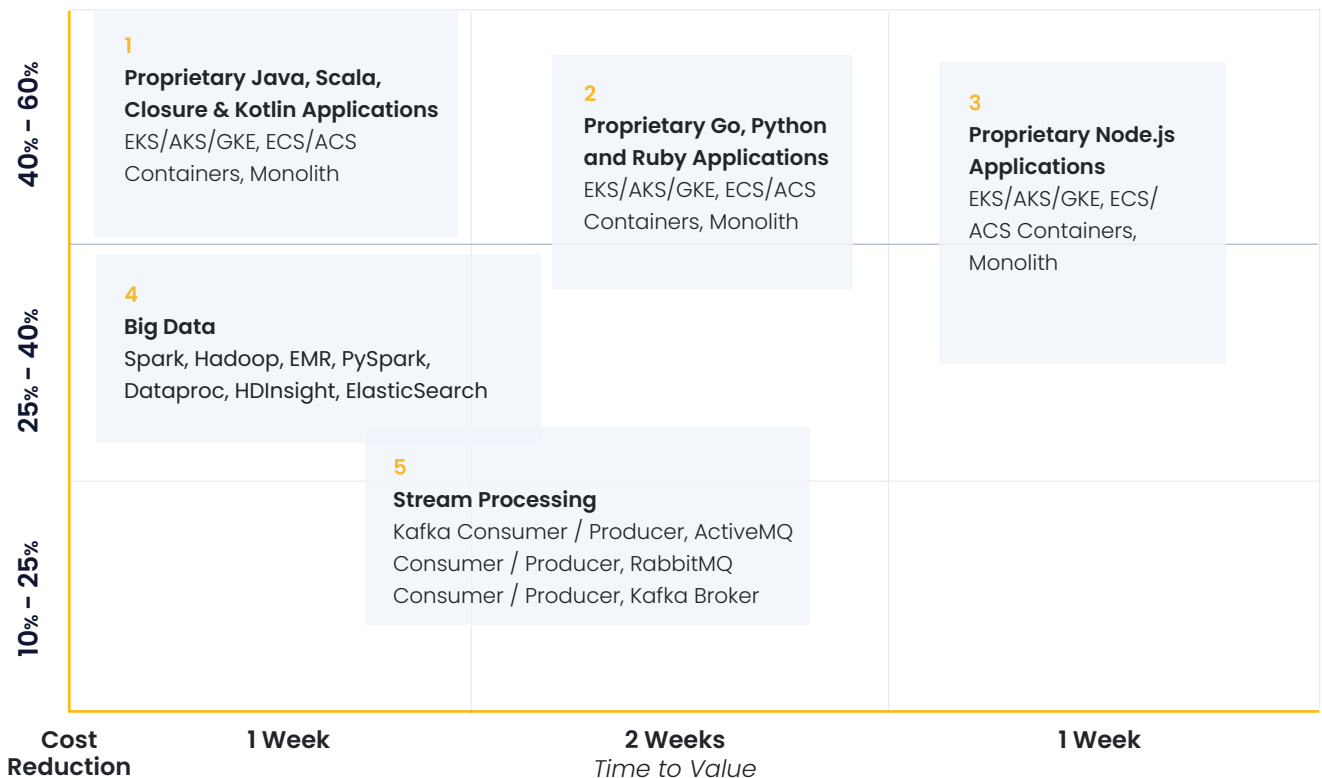 40% – 60%
1
Proprietary Java, Scala,
Closure & Kotlin Applications
EKS/AKS/GKE, ECS/ACS
Containers, Monolith
2
Proprietary Go, Python
and Ruby Applications
EKS/AKS/GKE, ECS/ACS
Containers, Monolith
3
Proprietary Node.js
Applications
EKS/AKS/GKE, ECS/
ACS Containers,
Monolith
25% – 40%
4
Big Data
Spark, Hadoop, EMR, PySpark,
Dataproc, HDInsight, ElasticSearch
5
Stream Processing
Kafka Consumer / Producer, ActiveMQ
Consumer / Producer, RabbitMQ
Consumer / Producer, Kafka Broker
10% – 25%
Cost
Reduction
1 Week
2 Weeks
1 Week
Time to Value